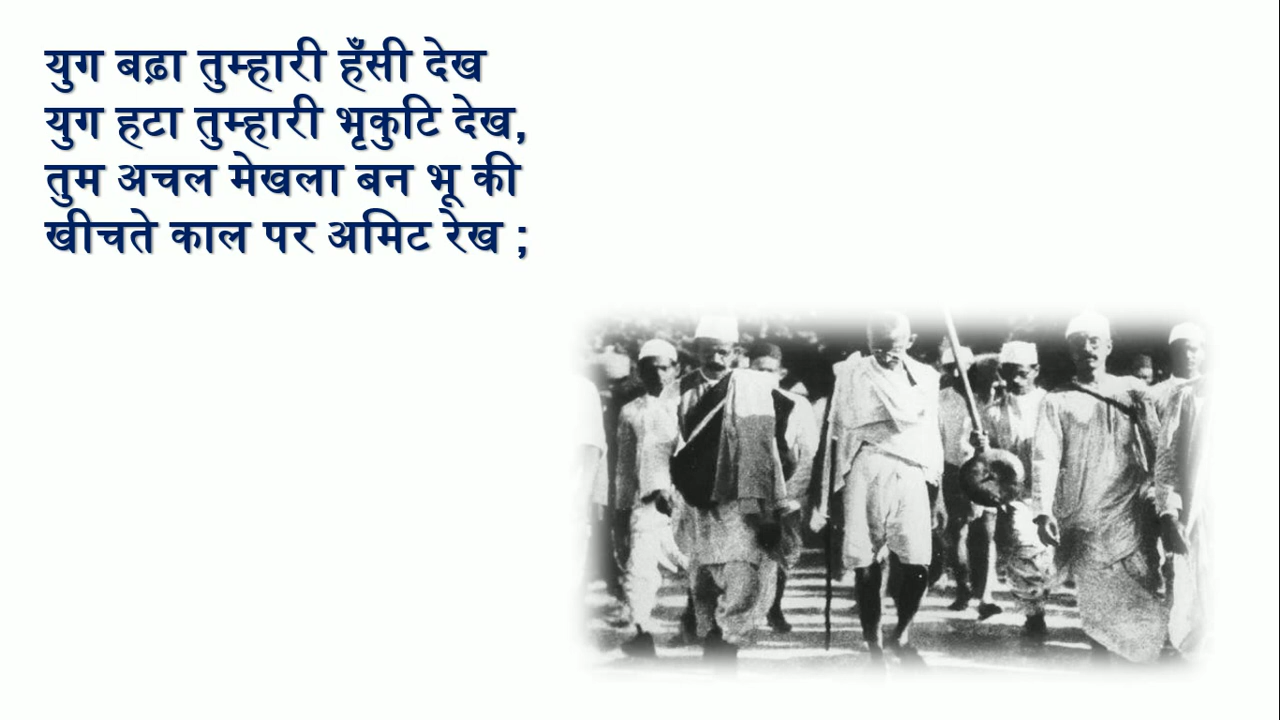 युग बढ़ा तुम्हारी हँसी देख
युग हटा तुम्हारी भृकुटि देख,
तुम अचल मेखला बन भू की
खीचते काल पर अमिट रेख ;